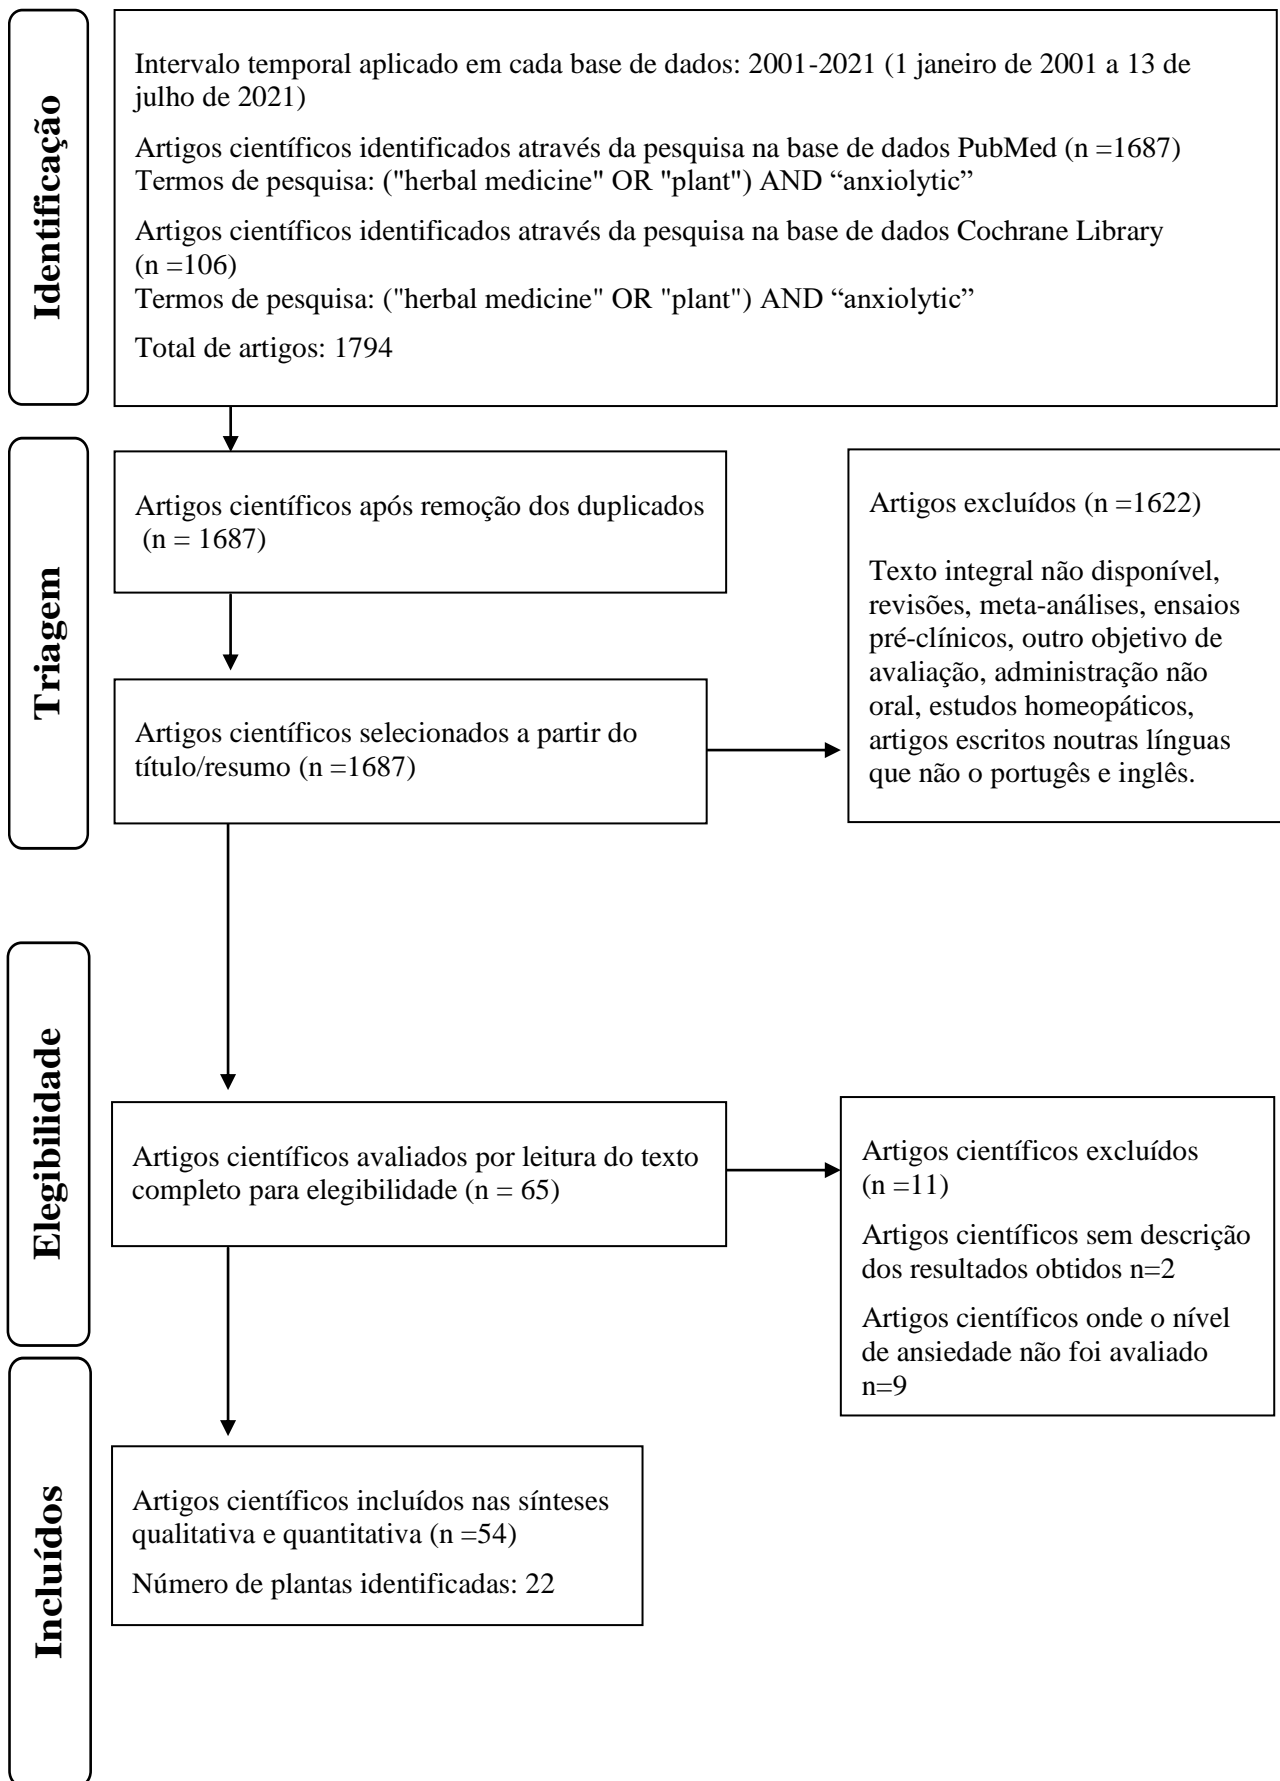 Identificação
Intervalo temporal aplicado em cada base de dados: 2001-2021 (1 janeiro de 2001 a 13 de
julho de 2021)
Artigos científicos identificados através da pesquisa na base de dados PubMed (n =1687)
Termos de pesquisa: ("herbal medicine" OR "plant") AND “anxiolytic”
Artigos científicos identificados através da pesquisa na base de dados Cochrane Library
(n =106)
Termos de pesquisa: ("herbal medicine" OR "plant") AND “anxiolytic”
Total de artigos: 1794
Triagem
Artigos científicos após remoção dos duplicados
(n = 1687)
Artigos científicos selecionados a partir do
título/resumo (n =1687)
Artigos excluídos (n =1622)
Texto integral não disponível,
revisões, meta-análises, ensaios
pré-clínicos, outro objetivo de
avaliação, administração não
oral, estudos homeopáticos,
artigos escritos noutras línguas
que não o portugês e inglês.
Elegibilidade
Artigos científicos avaliados por leitura do texto
completo para elegibilidade (n = 65)
Artigos científicos excluídos
(n =11)
Artigos científicos sem descrição
dos resultados obtidos n=2
Artigos científicos onde o nível
de ansiedade não foi avaliado
n=9
Incluídos
Artigos científicos incluídos nas sínteses
qualitativa e quantitativa (n =54)
Número de plantas identificadas: 22